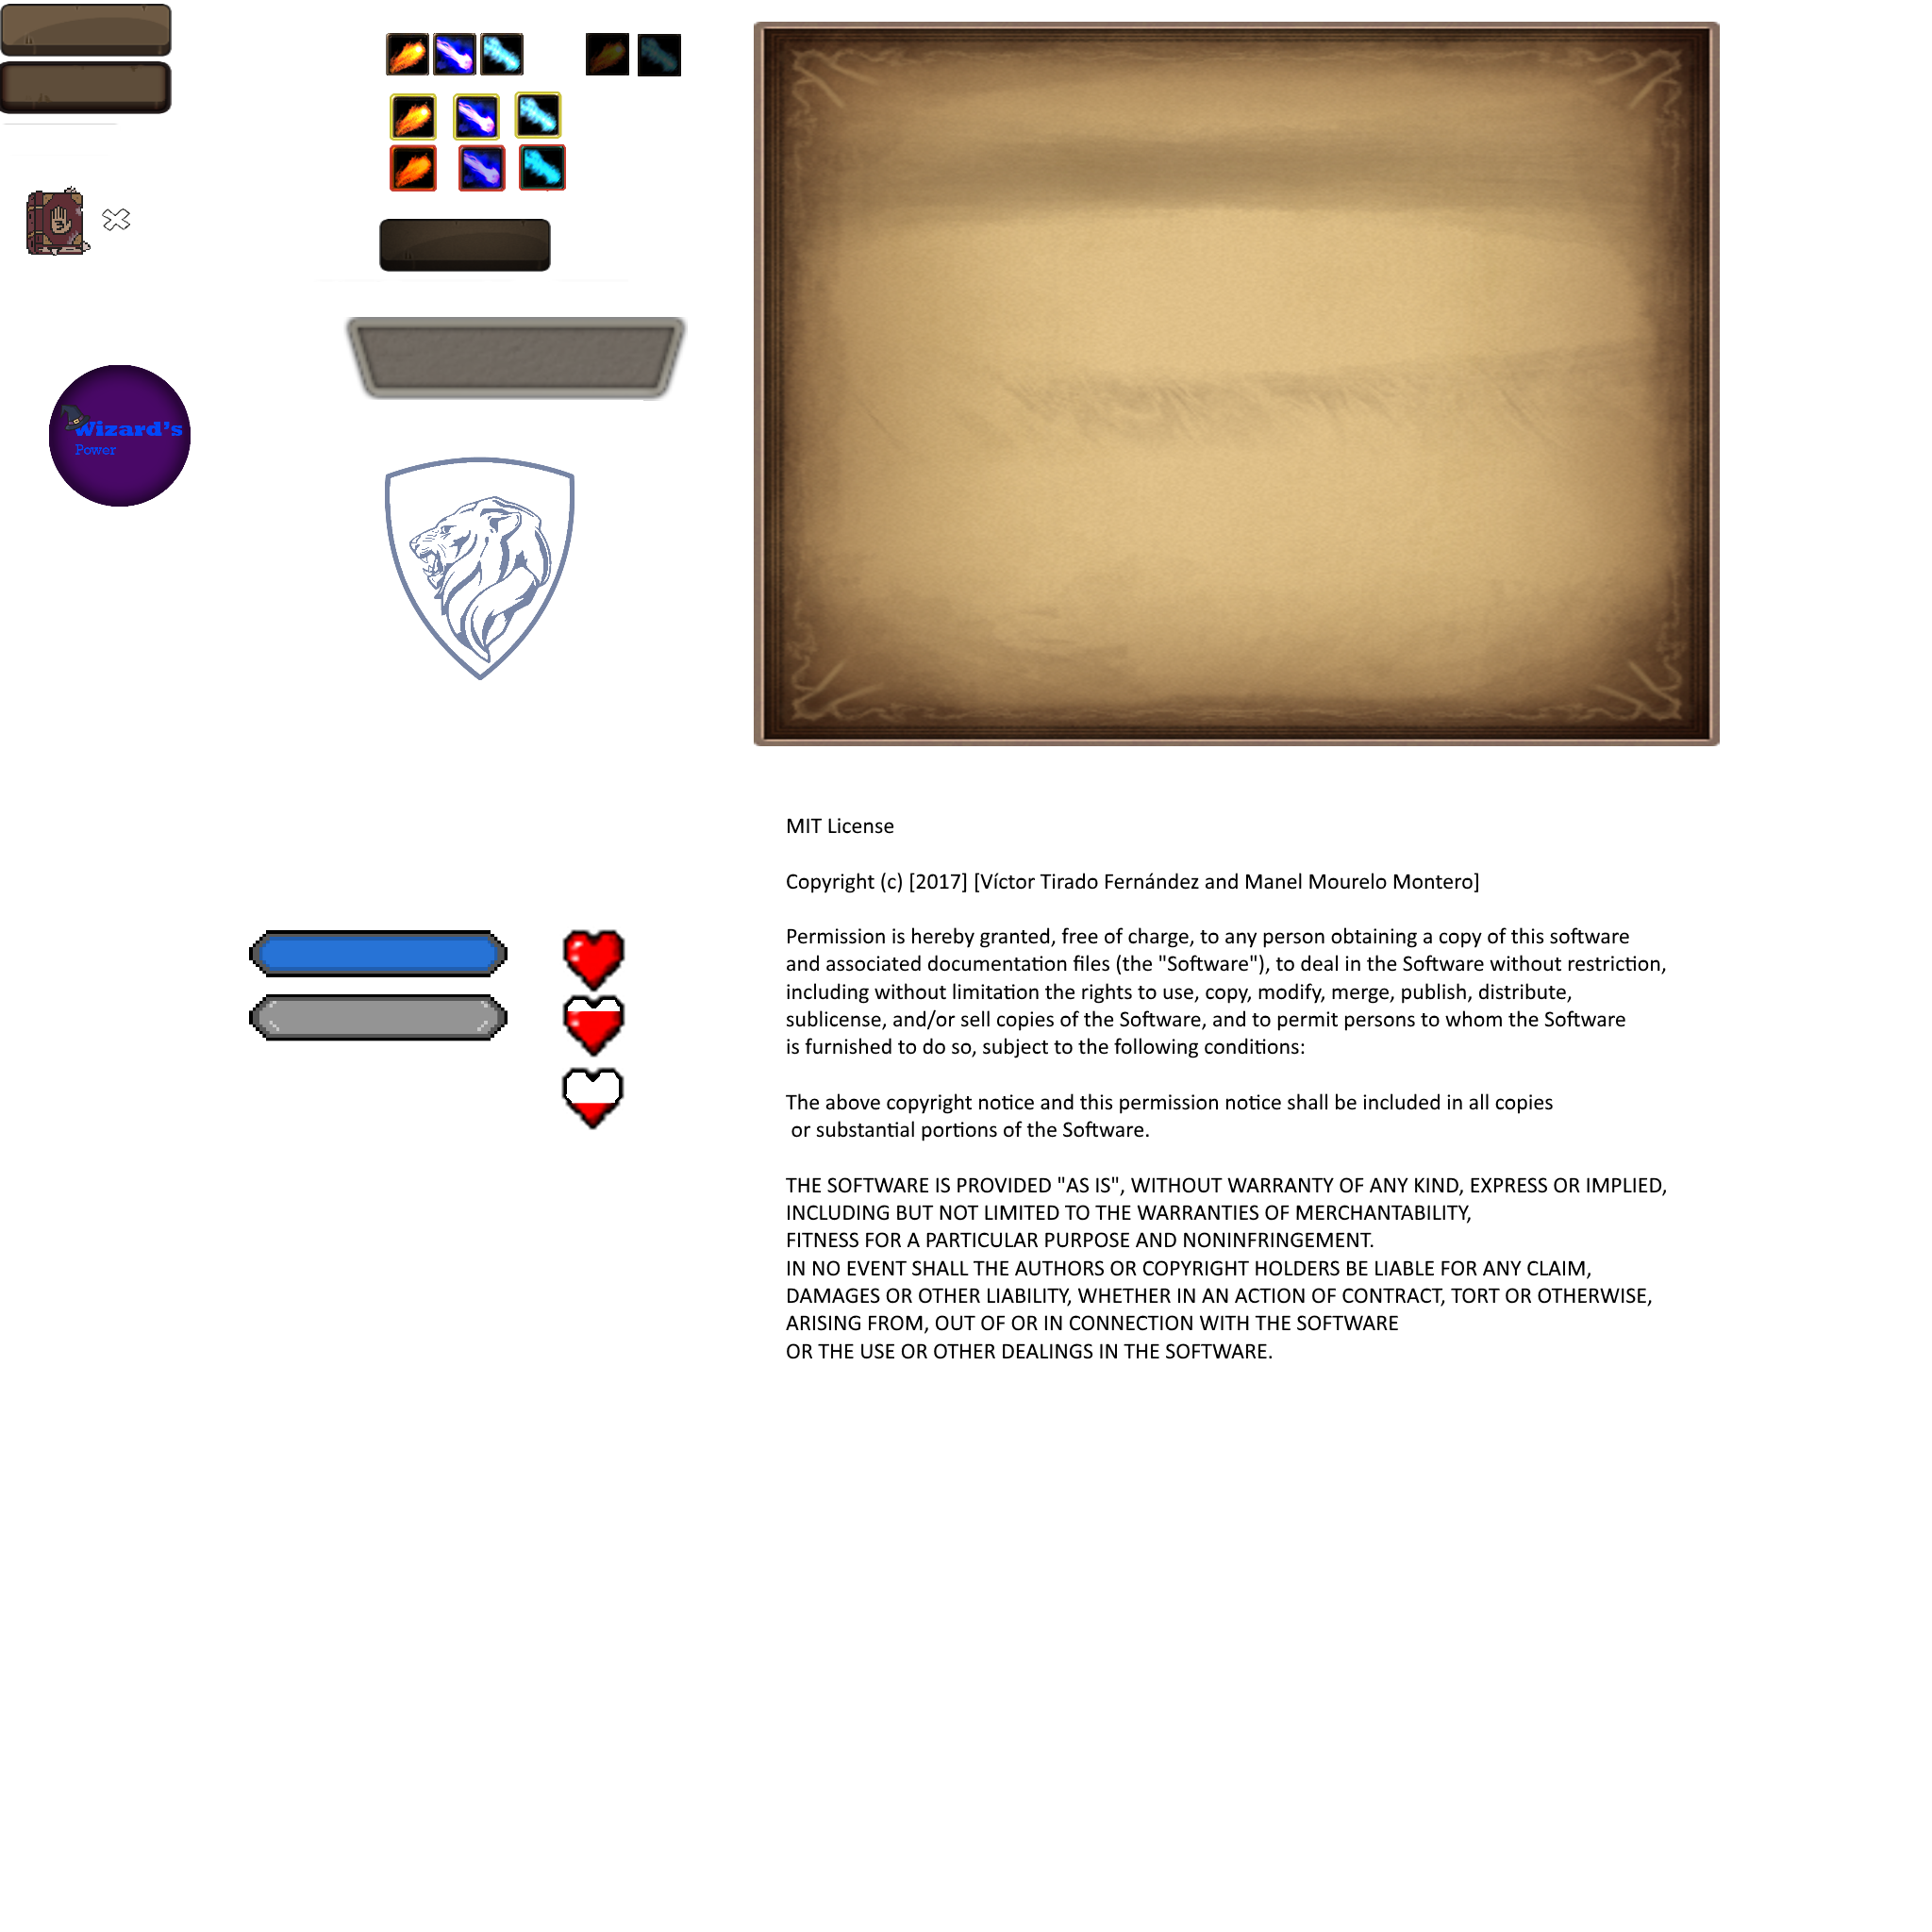 Wizard's
Power
MIT License
Copyright (c) [2017] [Víctor Tirado Fernández and Manel Mourelo Montero]
Permission is hereby granted, free of charge, to any person obtaining a copy of this software
and associated documentation files (the "Software"), to deal in the Software without restriction,
including without limitation the rights to use, copy, modify, merge, publish, distribute,
sublicense, and/or sell copies of the Software, and to permit persons to whom the Software
is furnished to do so, subject to the following conditions:
The above copyright notice and this permission notice shall be included in all copies
or substantial portions of the Software.
THE SOFTWARE IS PROVIDED "AS IS", WITHOUT WARRANTY OF ANY KIND, EXPRESS OR IMPLIED,
INCLUDING BUT NOT LIMITED TO THE WARRANTIES OF MERCHANTABILITY,
FITNESS FOR A PARTICULAR PURPOSE AND NONINFRINGEMENT.
IN NO EVENT SHALL THE AUTHORS OR COPYRIGHT HOLDERS BE LIABLE FOR ANY CLAIM,
DAMAGES OR OTHER LIABILITY, WHETHER IN AN ACTION OF CONTRACT, TORT OR OTHERWISE,
ARISING FROM, OUT OF OR IN CONNECTION WITH THE SOFTWARE
OR THE USE OR OTHER DEALINGS IN THE SOFTWARE.